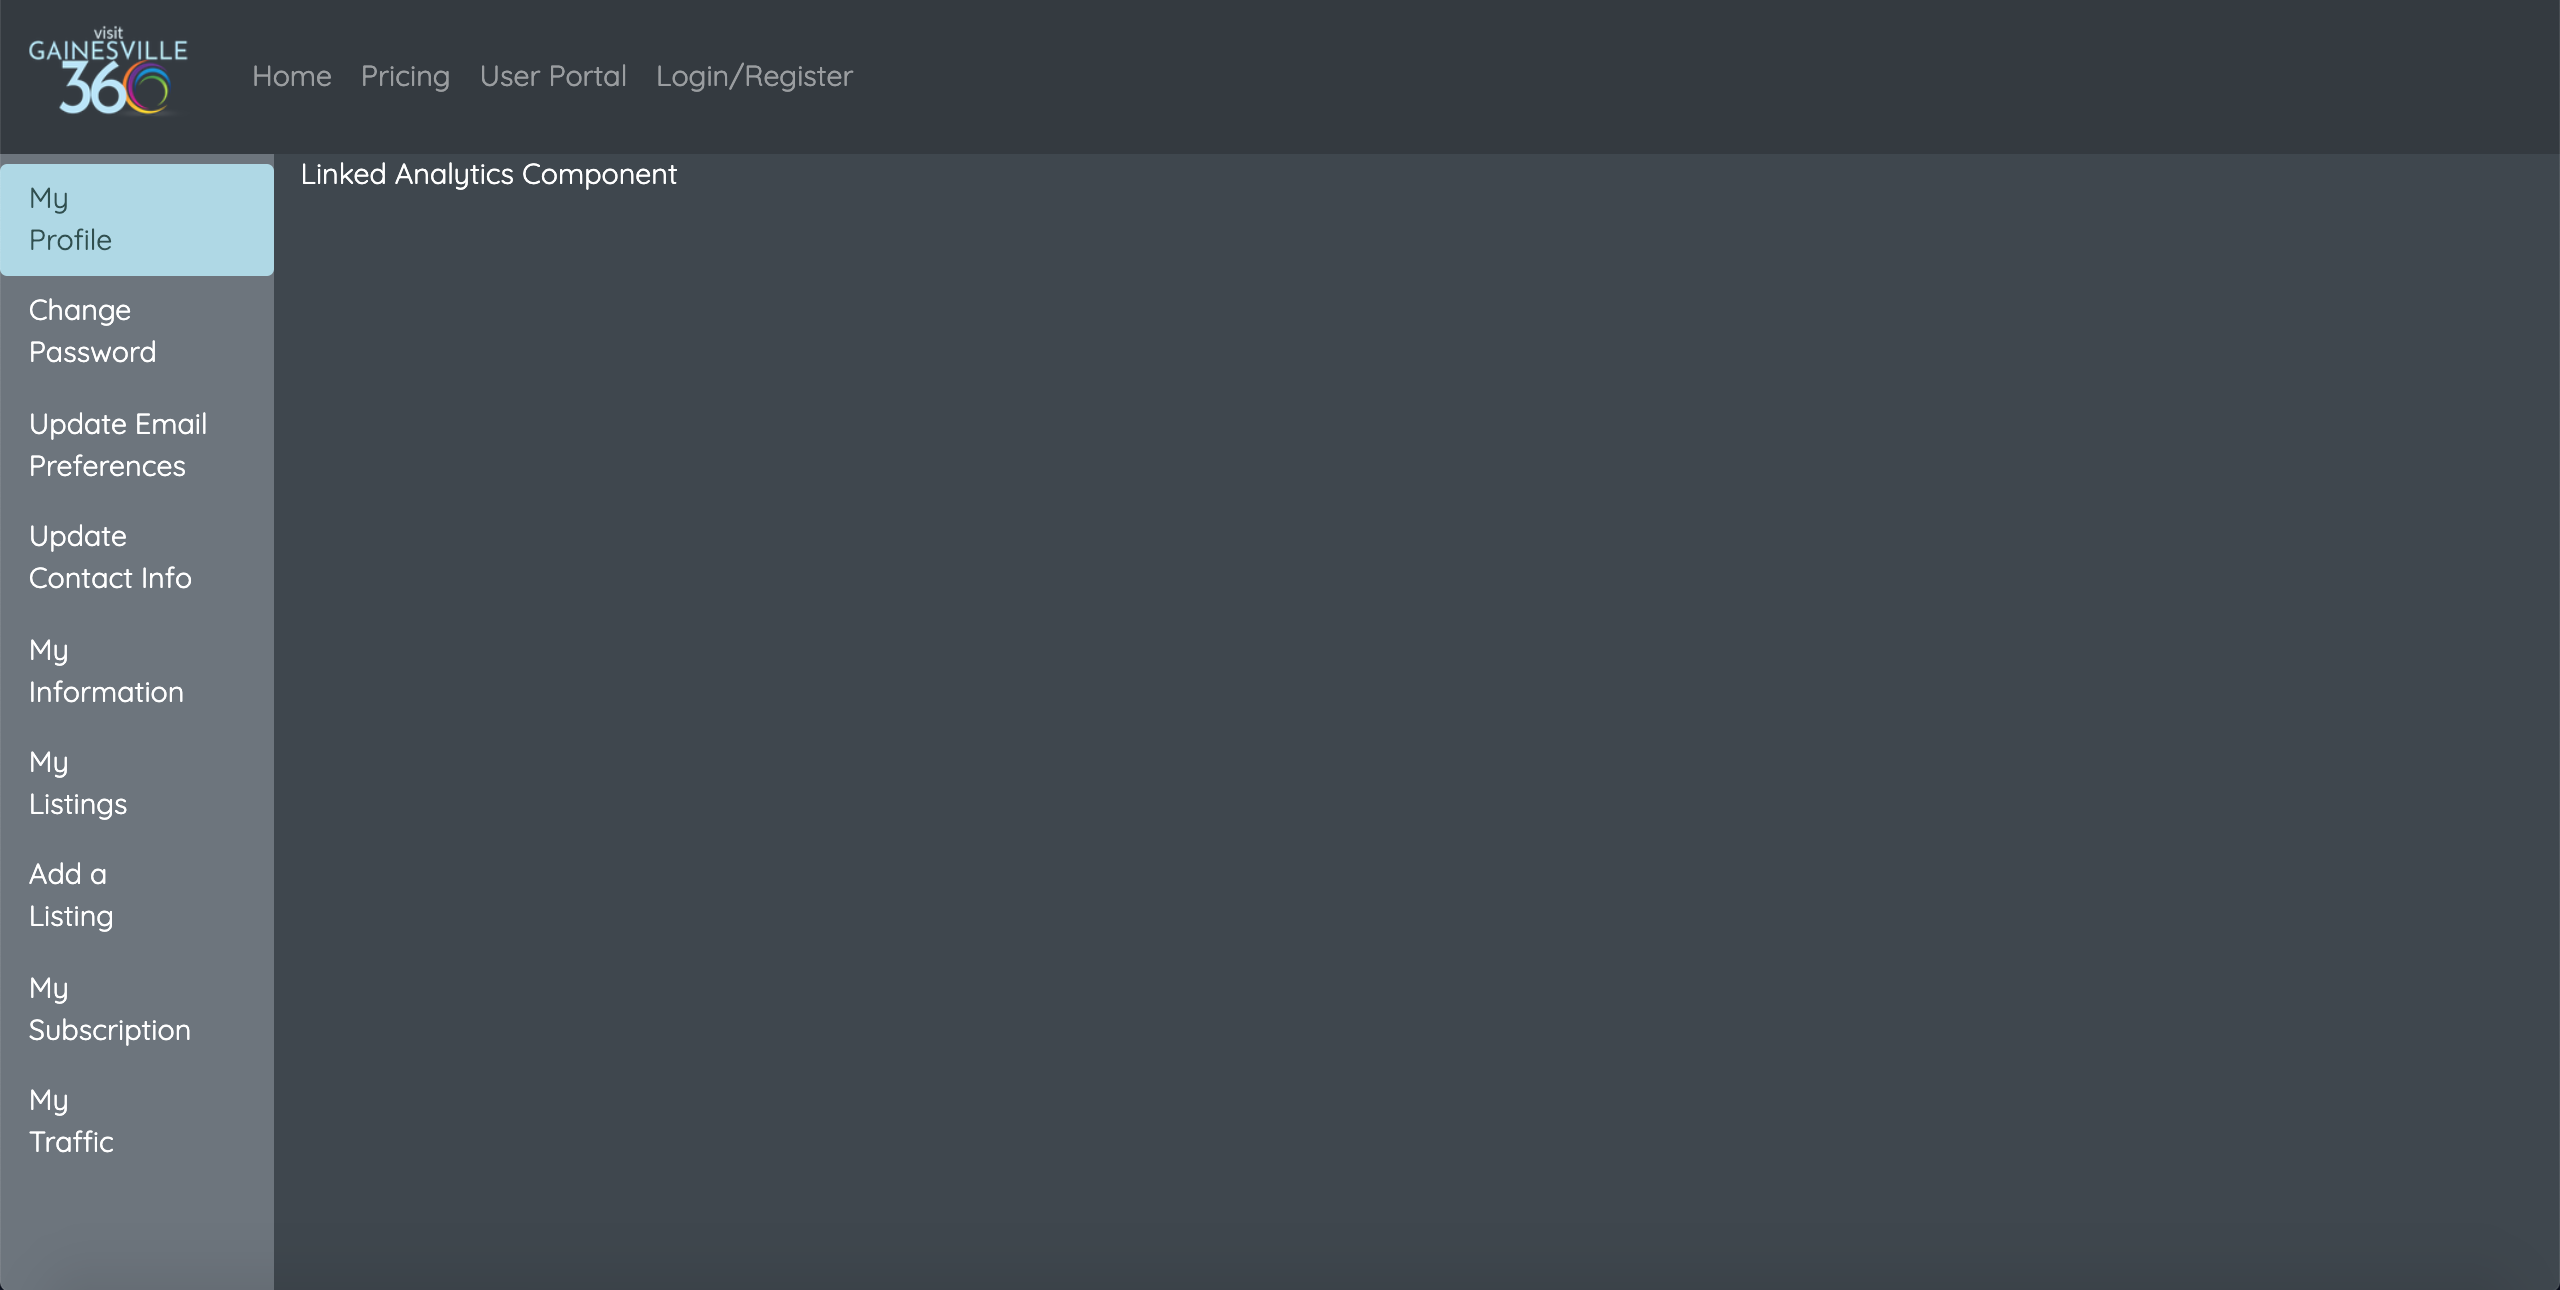 visit
GAINESVILLE
360
Home Pricing User Portal Login/Register
My
Profile
Change
Password
Update Email
Preferences
Update
Contact Info
My
Information
My
Listings
Add a
Listing
My
Subscription
My
Traffic
Linked Analytics Component